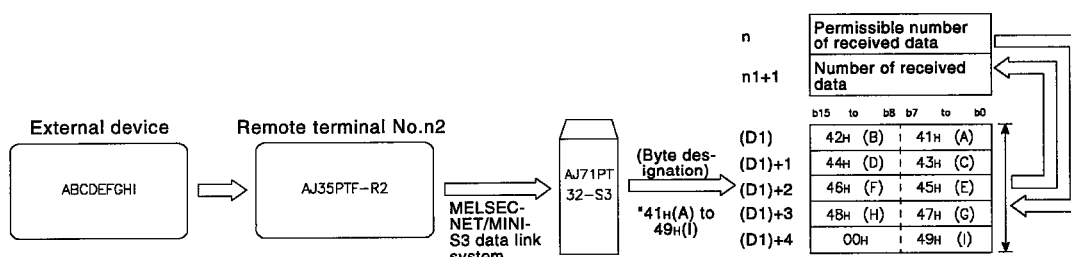 n
Permissible number
of received data
n1+1
Number of received
data
b15 to b8 b7 to b0
External device
ABCDEFGHI
Remote terminal No.n2
AJ35PTF-R2
MELSEC-
NET/MINI-
S3 data link
system
AJ71PT
32-S3
(Byte des-
ignation)
*41H(A) to
49H(I)
(D1) 42H (B) 41H (A)
(D1)+1 44H (D) 43H (C)
(D1)+2 46H (F) 45H (E)
(D1)+3 48H (H) 47H (G)
(D1)+4 00H 49H (I)